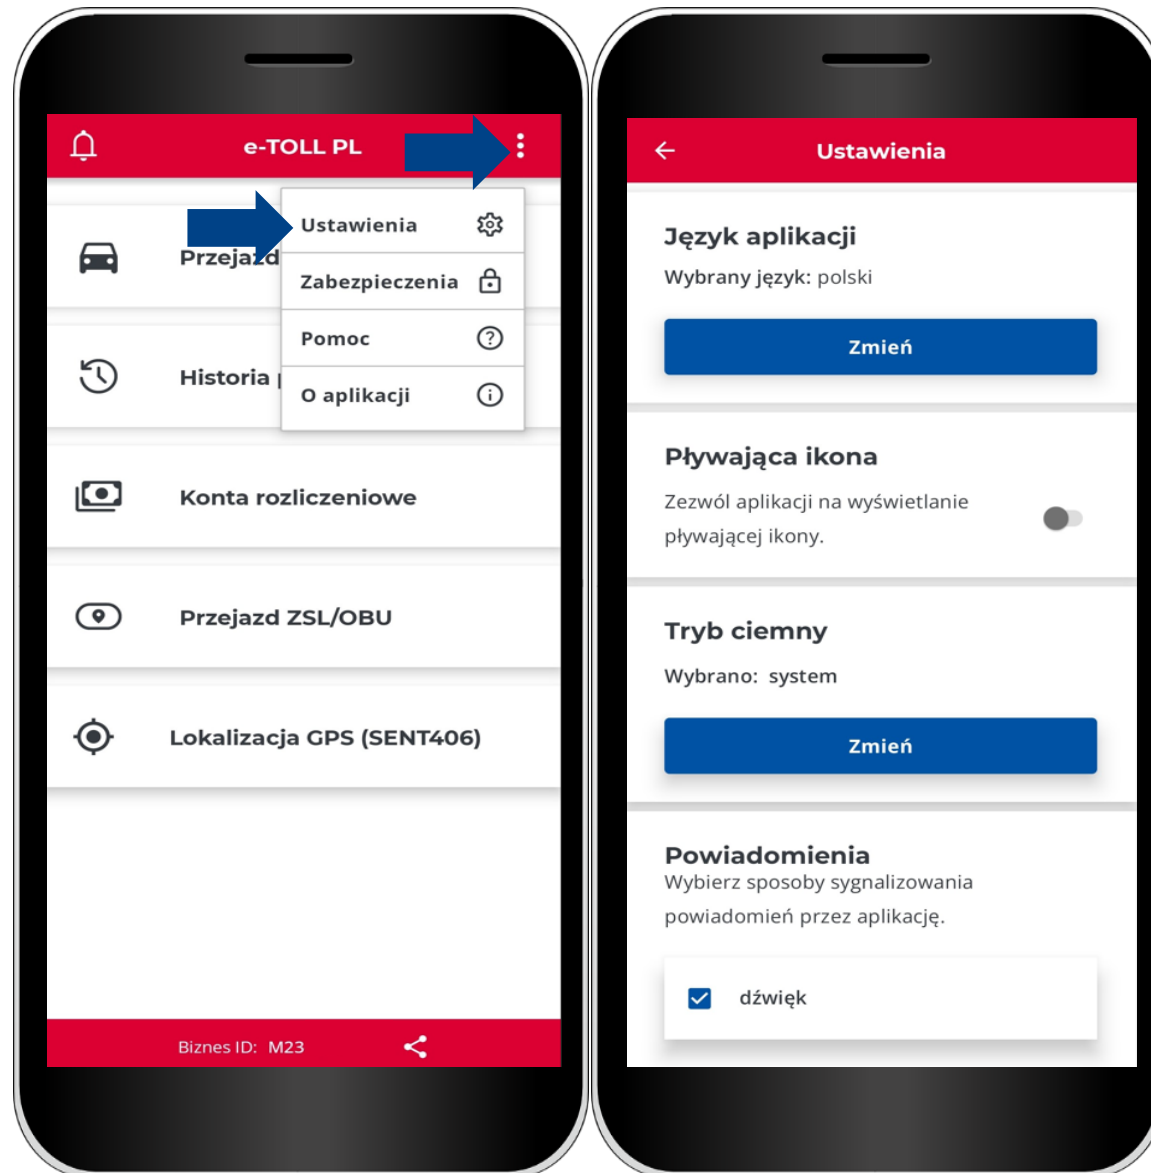 e-TOLL PL
Ustawienia
Przejazd
Zabezpieczenia
Pomoc
Historia
O aplikacji
Konta rozliczeniowe
Przejazd ZSL/OBU
Lokalizacja GPS (SENT406)
Biznes ID: M23
Ustawienia
Język aplikacji
Wybrany język: polski
Zmień
Pływająca ikona
Zezwól aplikacji na wyświetlanie
pływającej ikony.
Tryb ciemny
Wybrano: system
Zmień
Powiadomienia
Wybierz sposoby sygnalizowania
powiadomień przez aplikację.
dźwięk